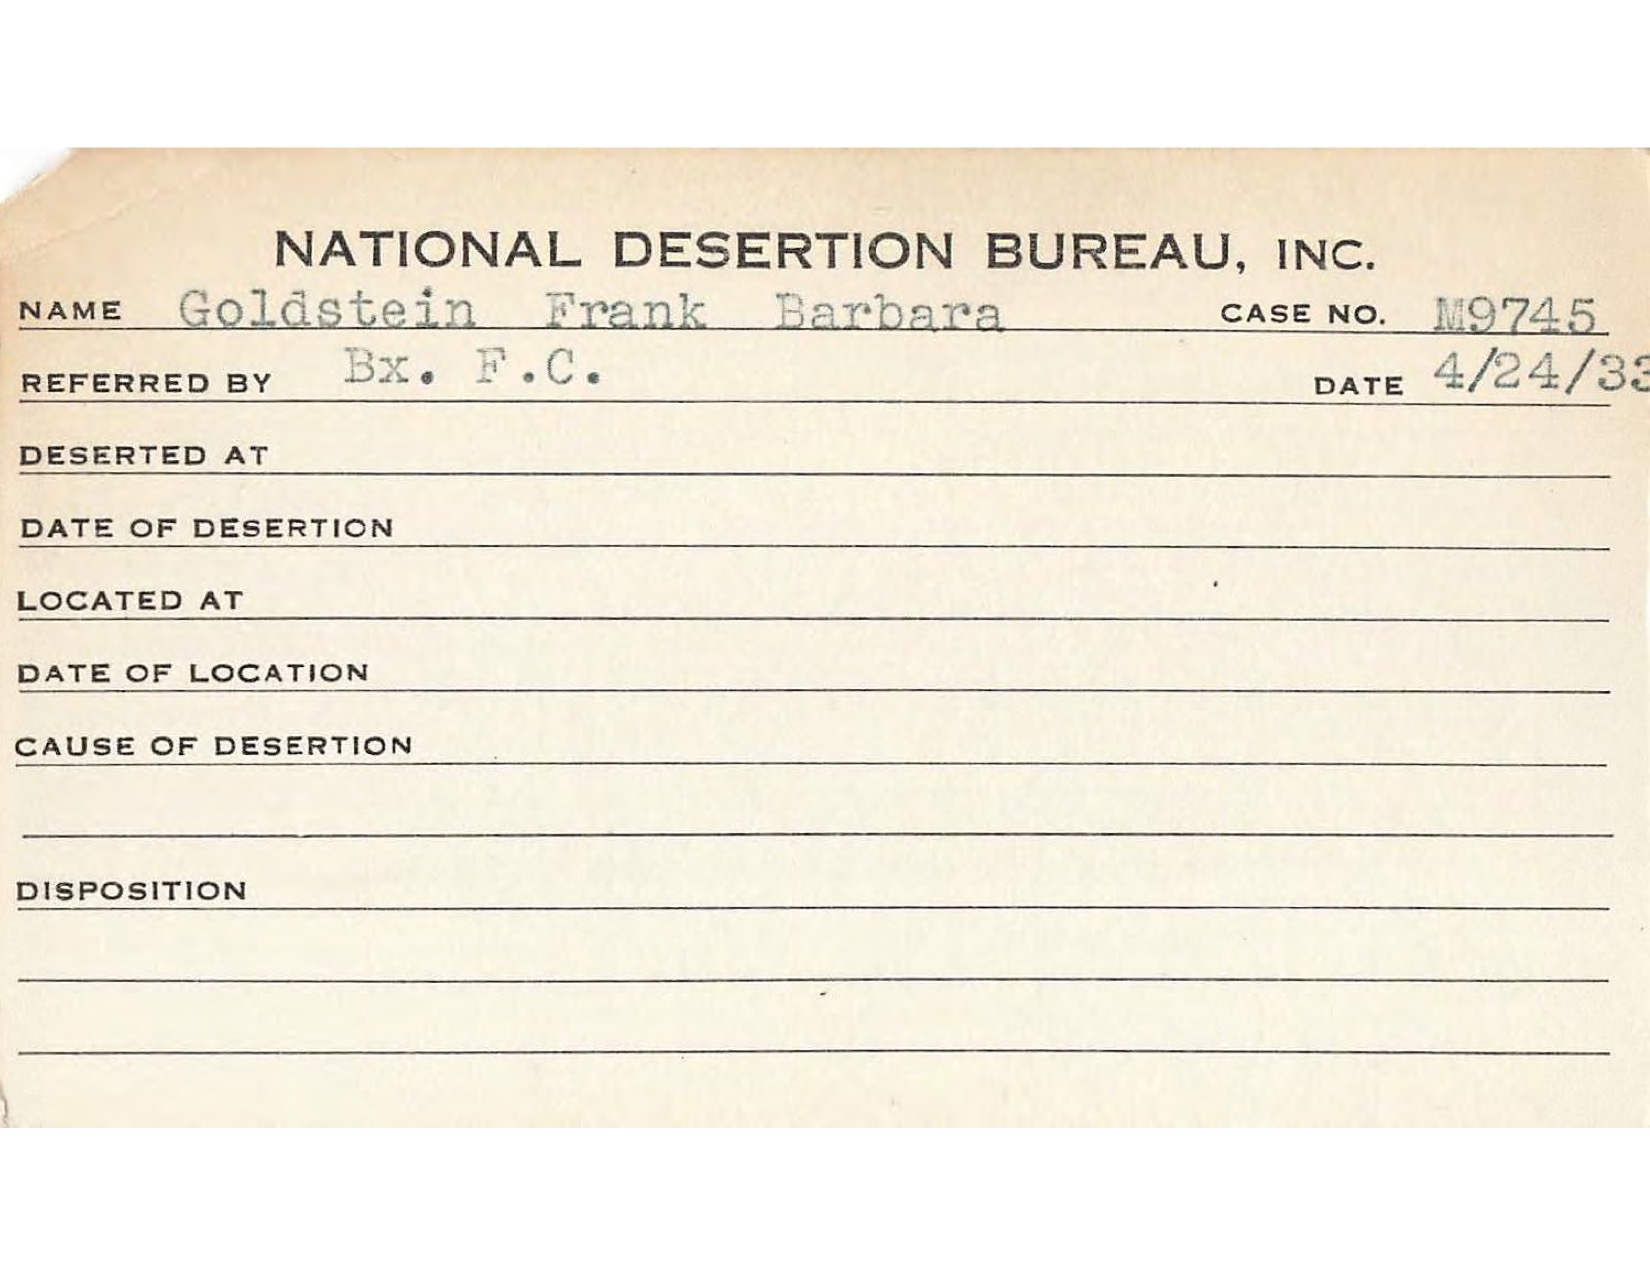 NATIONAL DESERTION BUREAU, INC.
NAME Goldstein Frank Barbara CASE NO. M9745
REFERRED BY Bx. F.C. DATE 4/24/33
DESERTED AT
DATE OF DESERTION
LOCATED AT
DATE OF LOCATION
CAUSE OF DESERTION
DISPOSITION